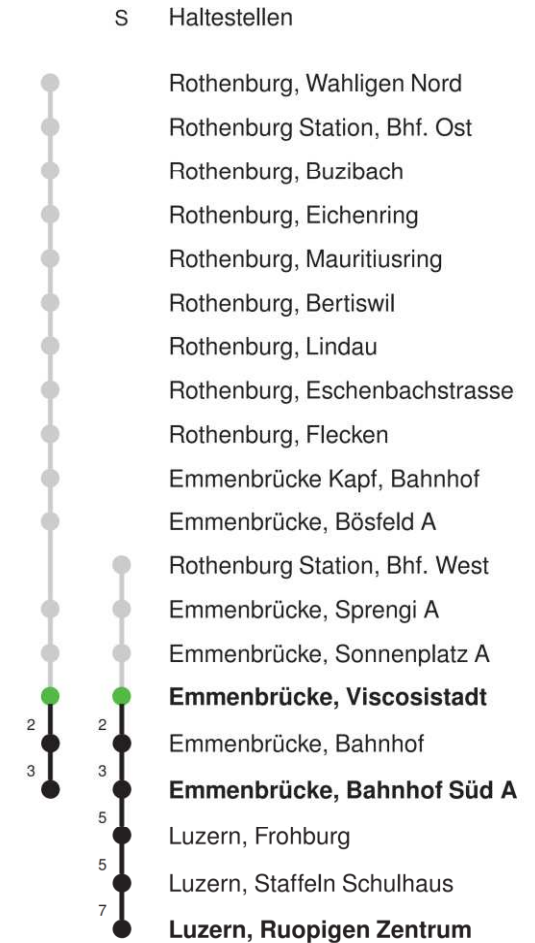 S Haltestellen
Rothenburg, Wahligen Nord
Rothenburg Station, Bhf. Ost
Rothenburg, Buzibach
Rothenburg, Eichenring
Rothenburg, Mauritiusring
Rothenburg, Bertiswil
Rothenburg, Lindau
Rothenburg, Eschenbachstrasse
Rothenburg, Flecken
Emmenbrücke Kapf, Bahnhof
Emmenbrücke, Bösfeld A
Rothenburg Station, Bhf. West
Emmenbrücke, Sprengi A
Emmenbrücke, Sonnenplatz A
Emmenbrücke, Viscosistadt
2 2 Emmenbrücke, Bahnhof
3 3 Emmenbrücke, Bahnhof Süd A
5 Luzern, Frohburg
5 Luzern, Staffeln Schulhaus
7 Luzern, Ruopigen Zentrum